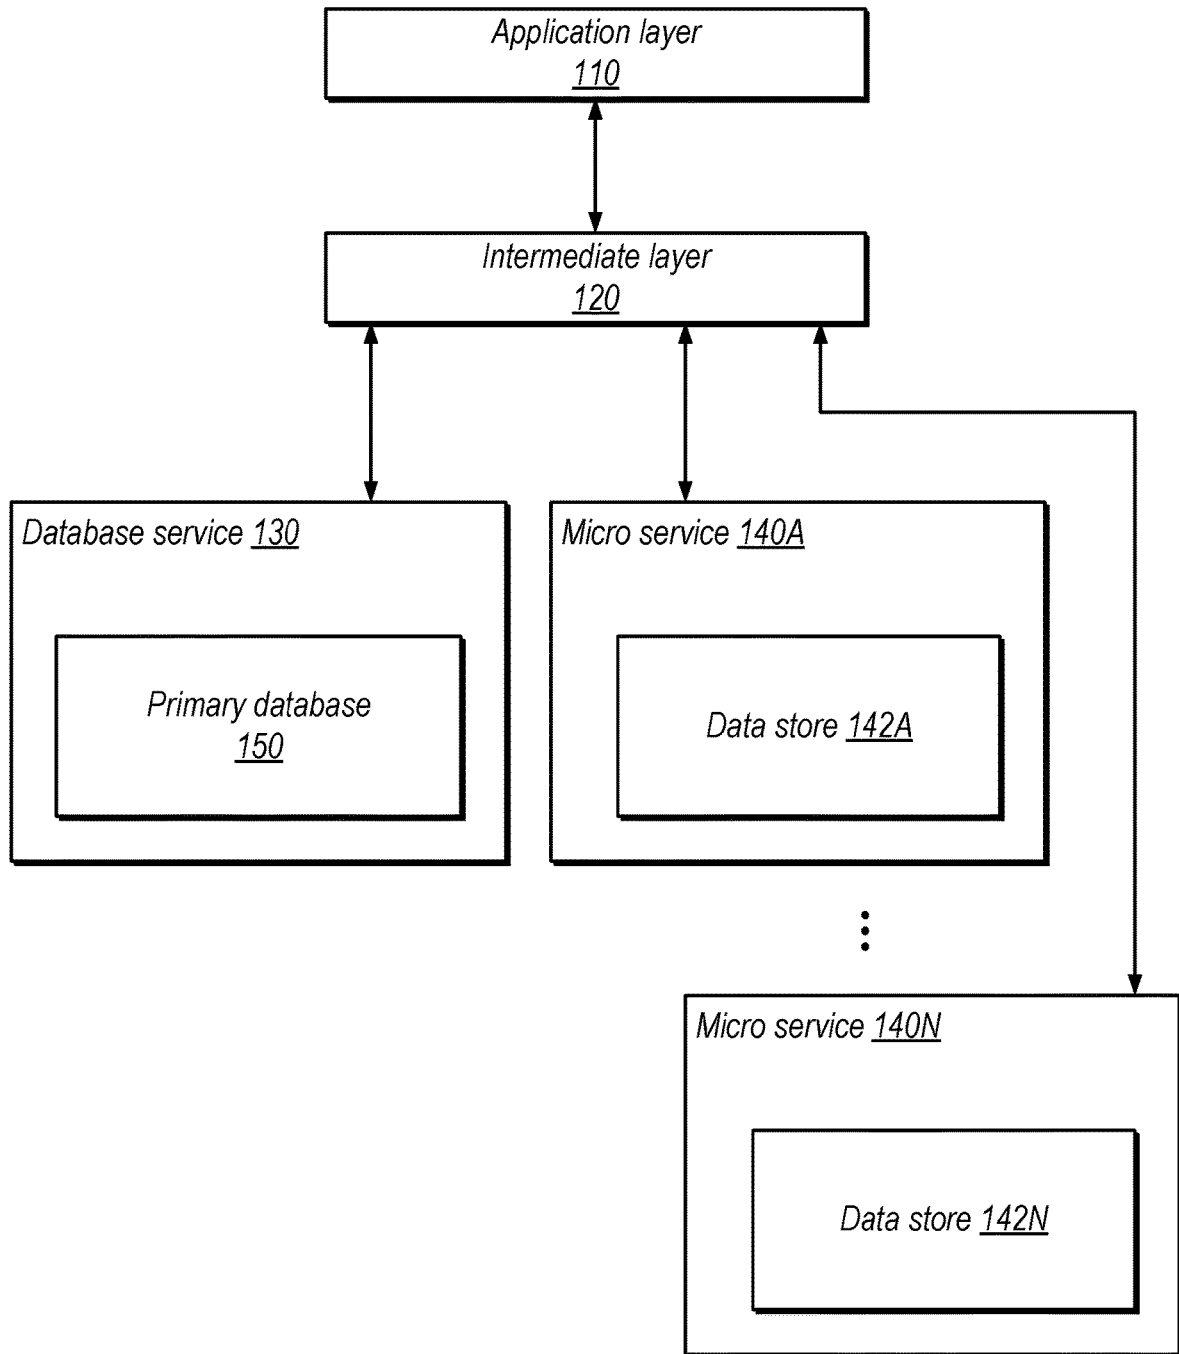 Application layer
110
Intermediate layer
120
Database service 130
Primary database
150
Micro service 140A
Data store 142A
Micro service 140N
Data store 142N